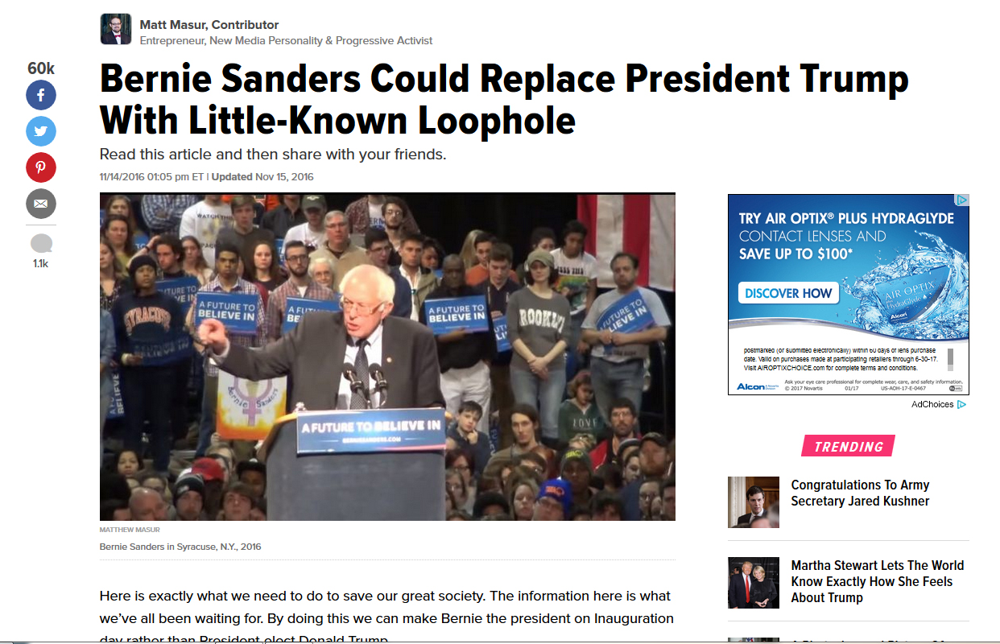 Matt Masur, Contributor
Entrepreneur, New Media Personality & Progressive Activist
60k
Bernie Sanders Could Replace President Trump
With Little-Known Loophole
Read this article and then share with your friends.
11/14/2016 01:05 pm ET | Updated Nov 15, 2016
1.1k
WATCH THE
SYRACUSE
A FUTURE TO
BELIEVE IN
A FUTURE TO
BELIEVE IN
FUTURE TO
BELIEVE IN
BELIEVE
Bernie Sanders
LOVE
A FUTURE TO BELIEVE IN
BERNIESANDERS.COM
MATTHEW MASUR
Bernie Sanders in Syracuse, N.Y., 2016
Here is exactly what we need to do to save our great society. The information here is what
we've all been waiting for. By doing this we can make Bernie the president on Inauguration
day rather than President-elect Donald Trump.
TRY AIR OPTIX® PLUS HYDRAGLYDE
CONTACT LENSES AND
SAVE UP TO $100*
DISCOVER HOW
AIR OPTIX
HydraGlyde
Alcon
postmarked (or submitted electronically) within 60 days of lens purchase
date. Valid on purchases made at participating retailers through 6-30-17.
Visit AIROPTIXCHOICE.com for complete terms and conditions.
Ask your eye care professional for complete wear, care, and safety information.
Alcon
© 2017 Novartis 01/17 US-AOH-17-E-0467
AdChoices
TRENDING
Congratulations To Army
Secretary Jared Kushner
Martha Stewart Lets The World
Know Exactly How She Feels
About Trump